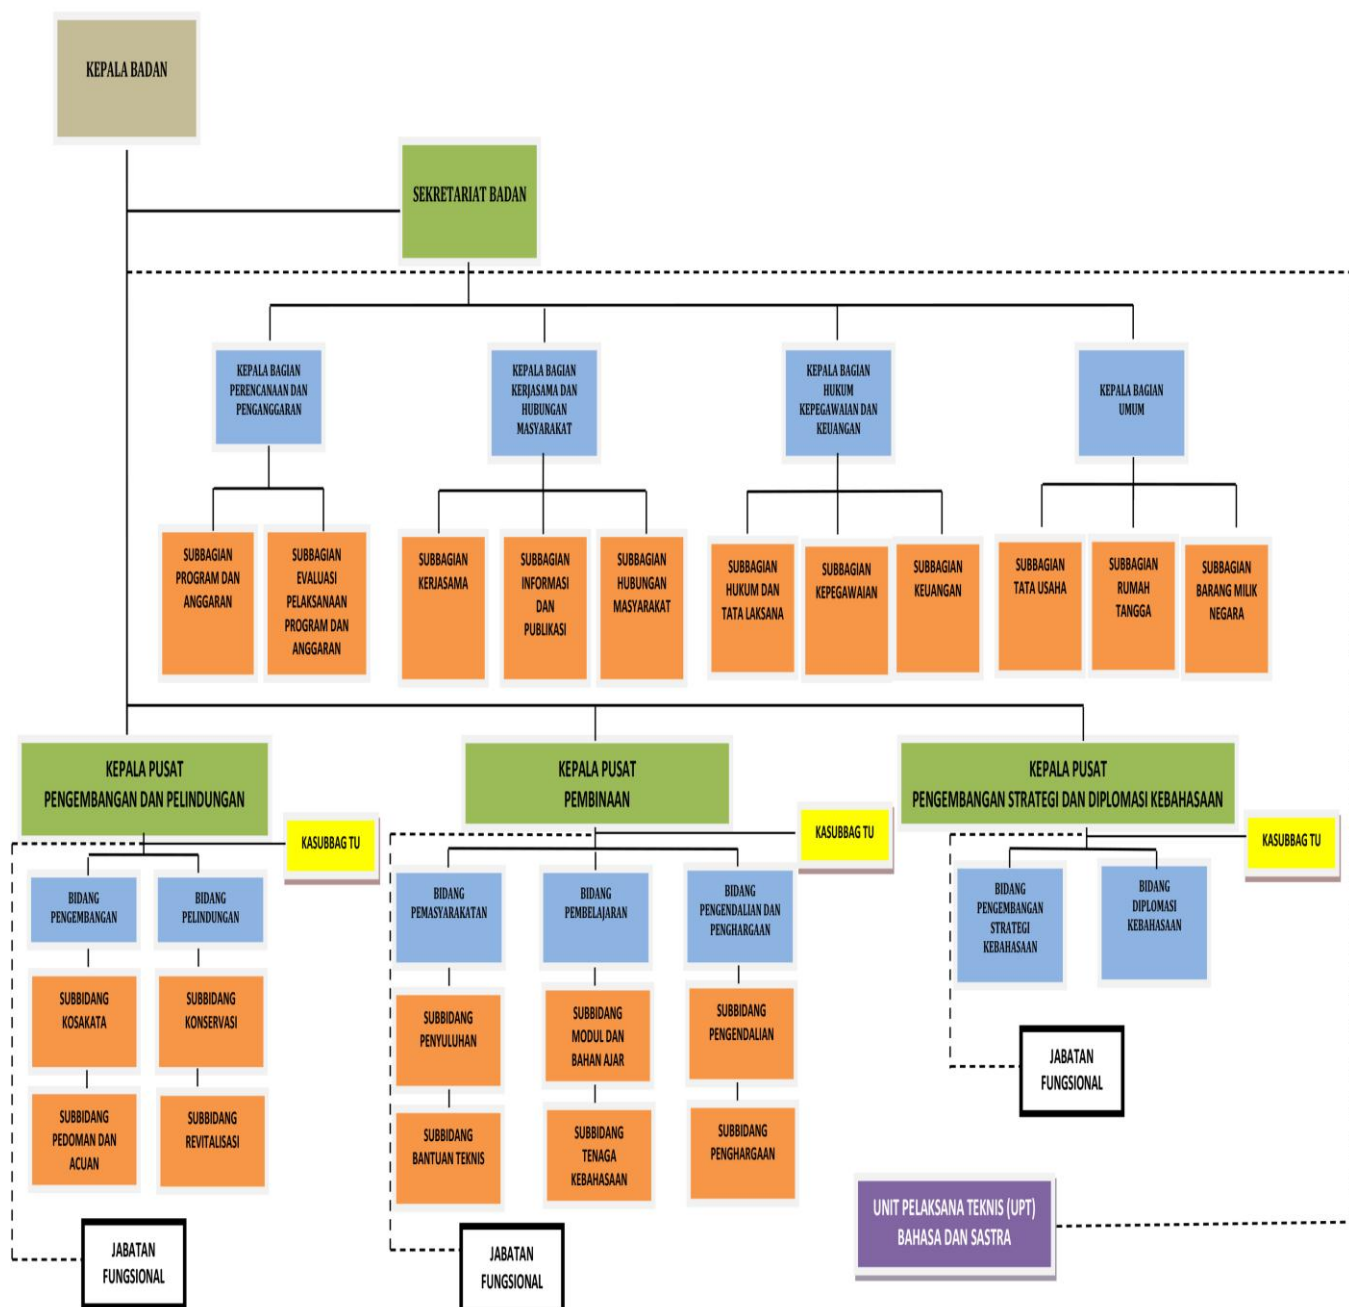 KEPALA BADAN
SEKRETARIAT BADAN
KEPALA BAGIAN
PERENCANAAN DAN
PENGANGGARAN
KEPALA BAGIAN
KERJASAMA DAN
HUBUNGAN
MASYARAKAT
KEPALA BAGIAN
HUKUM
KEPEGAWAIAN DAN
KEUANGAN
KEPALA BAGIAN
UMUM
SUBBAGIAN
PROGRAM DAN
ANGGARAN
SUBBAGIAN
EVALUASI
PELAKSANAAN
PROGRAM DAN
ANGGARAN
SUBBAGIAN
KERJASAMA
SUBBAGIAN
INFORMASI
DAN
PUBLIKASI
SUBBAGIAN
HUBUNGAN
MASYARAKAT
SUBBAGIAN
HUKUM DAN
TATA LAKSANA
SUBBAGIAN
KEPEGAWAIAN
SUBBAGIAN
KEUANGAN
SUBBAGIAN
TATA USAHA
SUBBAGIAN
RUMAH
TANGGA
SUBBAGIAN
BARANG MILIK
NEGARA
KEPALA PUSAT
PENGEMBANGAN DAN PELINDUNGAN
KASUBBAG TU
BIDANG
PENGEMBANGAN
BIDANG
PELINDUNGAN
SUBBIDANG
KOSAKATA
SUBBIDANG
KONSERVASI
SUBBIDANG
PEDOMAN DAN
ACUAN
SUBBIDANG
REVITALISASI
JABATAN
FUNGSIONAL
KEPALA PUSAT
PEMBINAAN
KASUBBAG TU
BIDANG
PEMASYARAKATAN
BIDANG
PEMBELAJARAN
BIDANG
PENGENDALIAN DAN
PENGHARGAAN
SUBBIDANG
PENYULUHAN
SUBBIDANG
MODUL DAN
BAHAN AJAR
SUBBIDANG
PENGENDALIAN
SUBBIDANG
BANTUAN TEKNIS
SUBBIDANG
TENAGA
KEBAHASAAN
SUBBIDANG
PENGHARGAAN
JABATAN
FUNGSIONAL
KEPALA PUSAT
PENGEMBANGAN STRATEGI DAN DIPLOMASI KEBAHASAAN
KASUBBAG TU
BIDANG
PENGEMBANGAN
STRATEGI
KEBAHASAAN
BIDANG
DIPLOMASI
KEBAHASAAN
JABATAN
FUNGSIONAL
UNIT PELAKSANA TEKNIS (UPT)
BAHASA DAN SASTRA